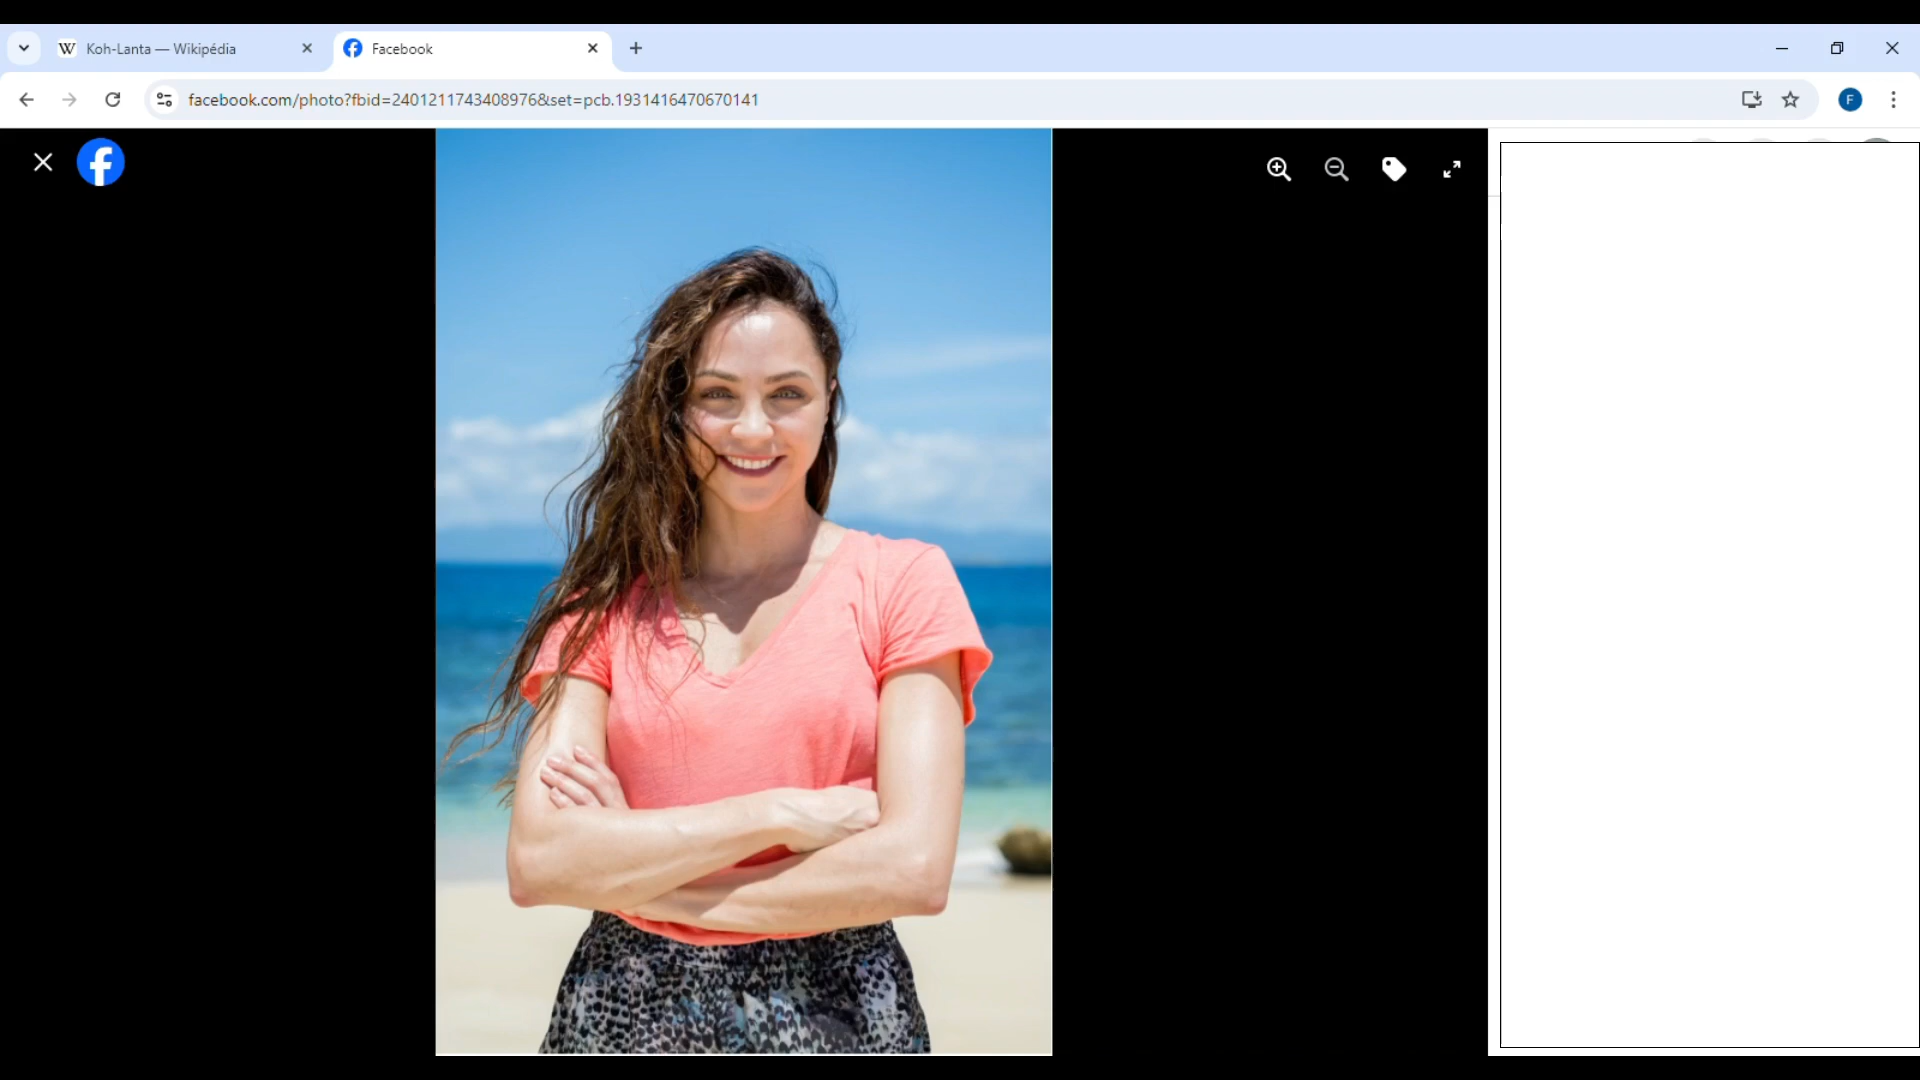 Koh-Lanta — Wikipédia
Facebook
facebook.com/photo?fbid=2401211743408976&set=pcb.1931416470670141
F